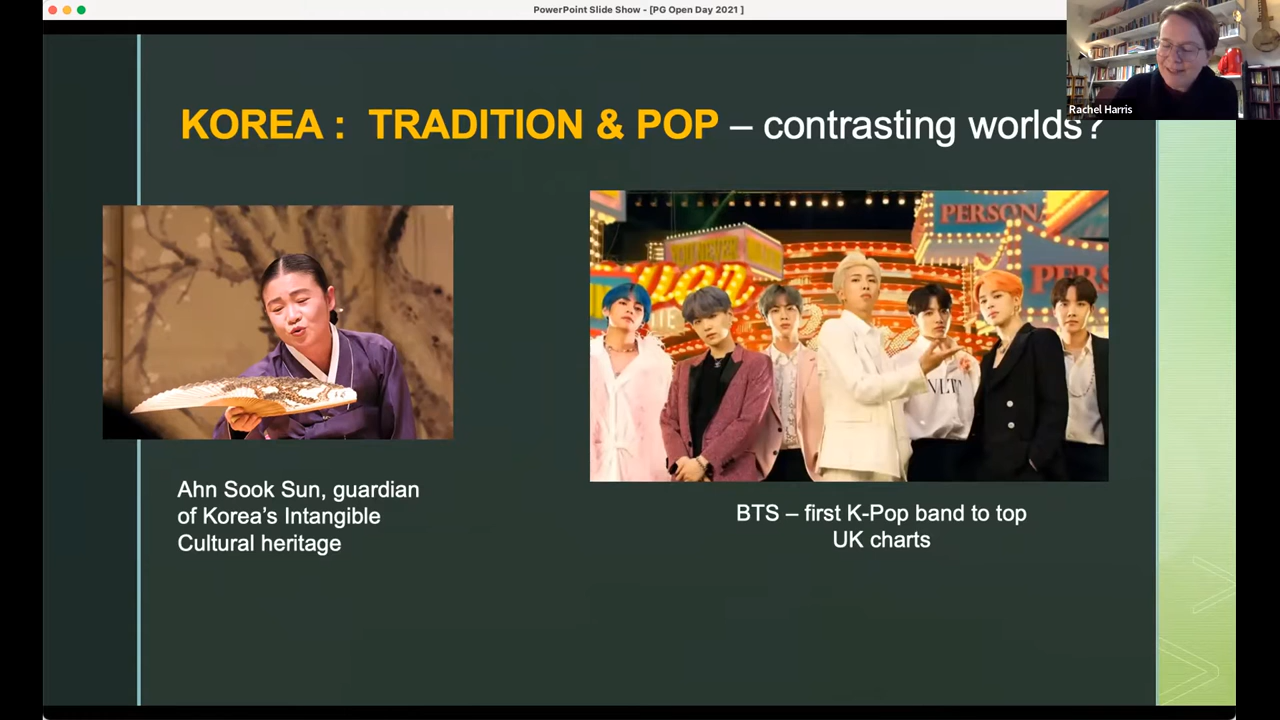 PowerPoint Slide Show - [PG Open Day 2021 ]
Rachel Harris
KOREA : TRADITION & POP – contrasting worlds?
PERSONA
PERS
Ahn Sook Sun, guardian
of Korea’s Intangible
Cultural heritage
BTS – first K-Pop band to top
UK charts